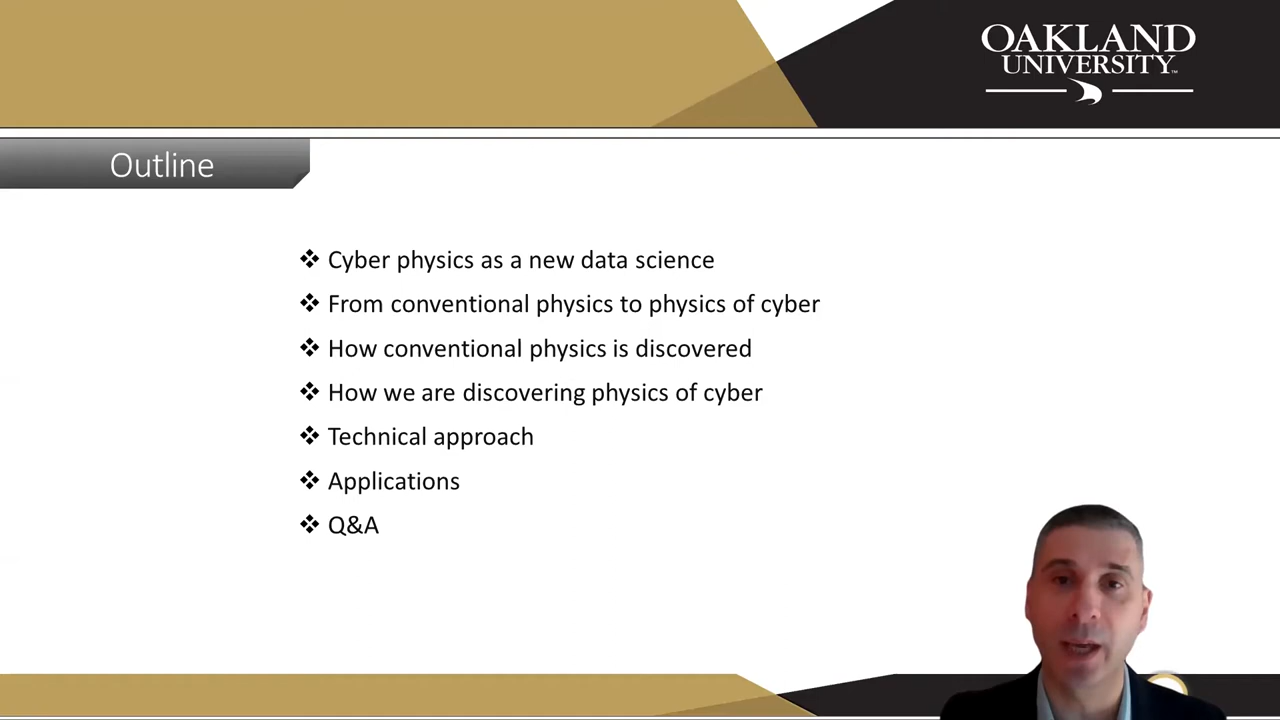 OAKLAND
UNIVERSITY™
Outline
❖ Cyber physics as a new data science
❖ From conventional physics to physics of cyber
❖ How conventional physics is discovered
❖ How we are discovering physics of cyber
❖ Technical approach
❖ Applications
❖ Q&A